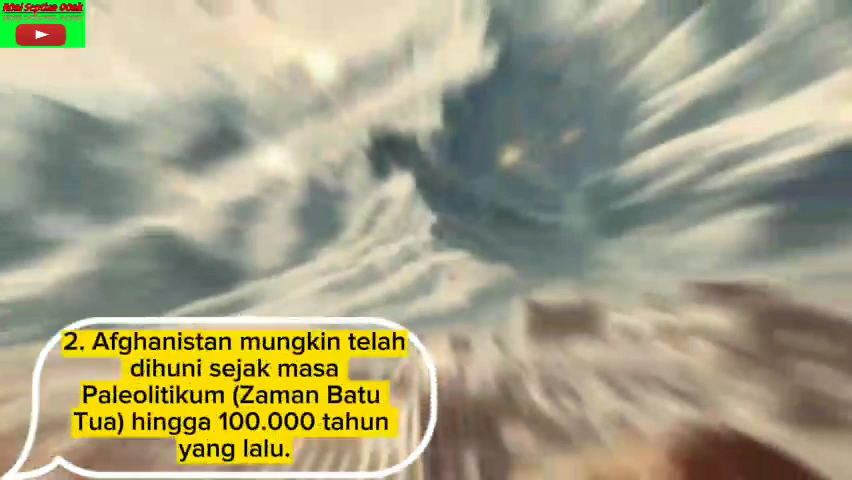 2. Afghanistan mungkin telah
dihuni sejak masa
Paleolitikum (Zaman Batu
Tua) hingga 100.000 tahun
yang lalu.